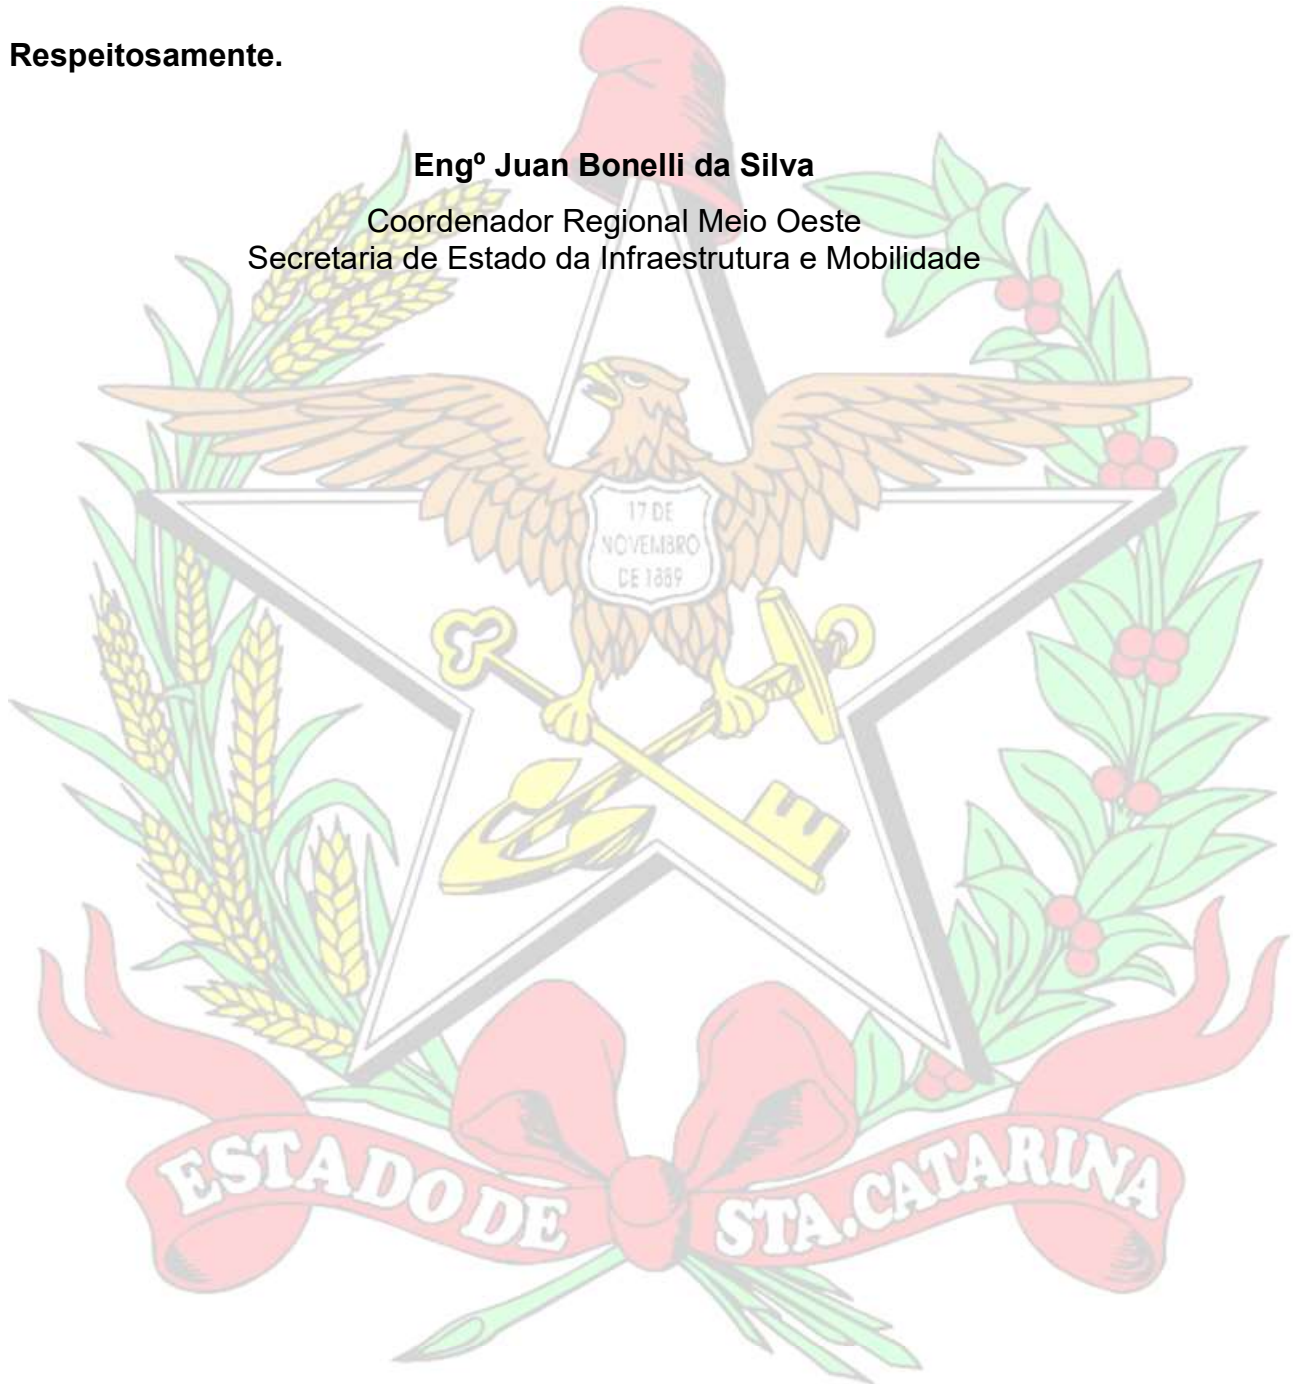 Respeitosamente.
Engº Juan Bonelli da Silva
Coordenador Regional Meio Oeste
Secretaria de Estado da Infraestrutura e Mobilidade
17 DE
NOVEMBRO
DE 1889
ESTADO DE STA. CATARINA